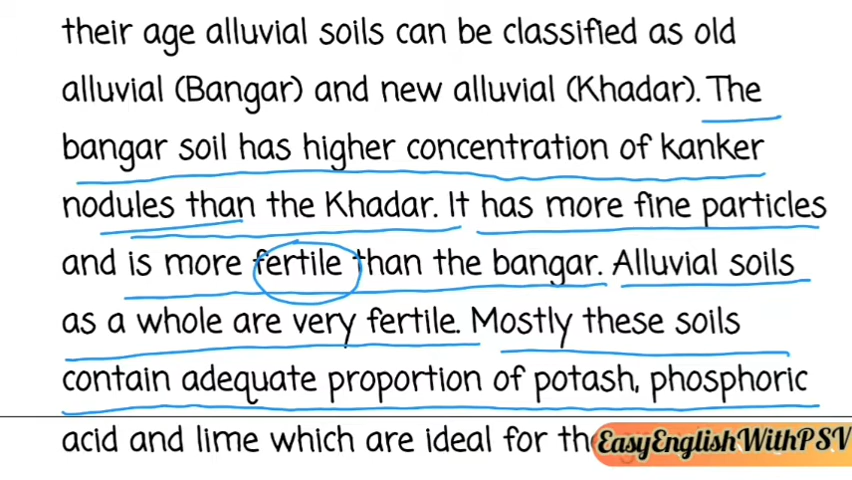 their age alluvial soils can be classified as old
alluvial (Bangar) and new alluvial (Khadar). The
bangar soil has higher concentration of kanker
nodules than the Khadar. It has more fine particles
and is more fertile than the bangar. Alluvial soils
as a whole are very fertile. Mostly these soils
contain adequate proportion of potash, phosphoric
acid and lime which are ideal for the
EasyEnglishWithPSV